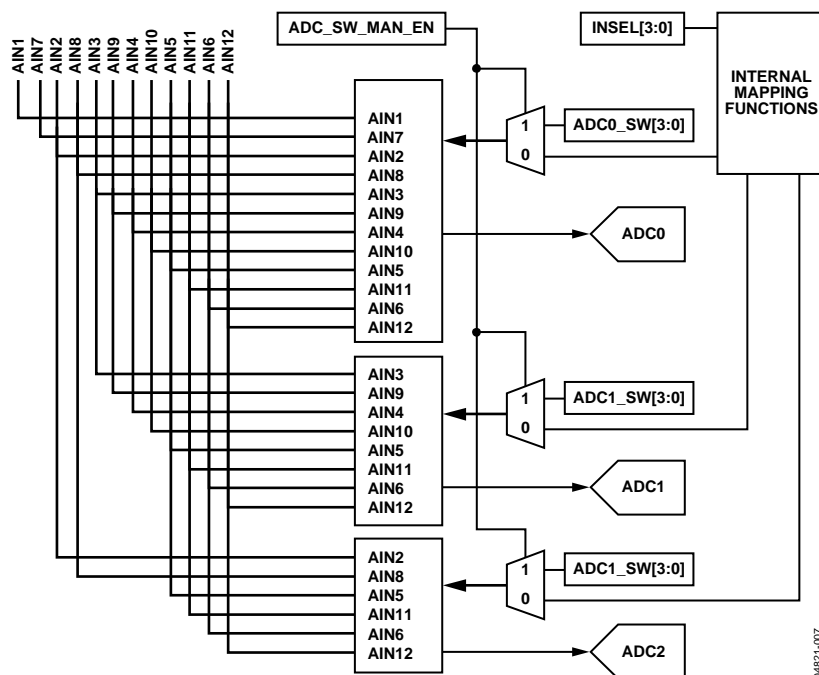 AIN1
AIN7
AIN2
AIN8
AIN3
AIN9
AIN4
AIN10
AIN5
AIN11
AIN6
AIN12
ADC_SW_MAN_EN
INSEL[3:0]
INTERNAL
MAPPING
FUNCTIONS
AIN1
AIN7
AIN2
AIN8
AIN3
AIN9
AIN4
AIN10
AIN5
AIN11
AIN6
AIN12
1
0
ADC0_SW[3:0]
ADC0
AIN3
AIN9
AIN4
AIN10
AIN5
AIN11
AIN6
AIN12
1
0
ADC1_SW[3:0]
ADC1
AIN2
AIN8
AIN5
AIN11
AIN6
AIN12
1
0
ADC1_SW[3:0]
ADC2